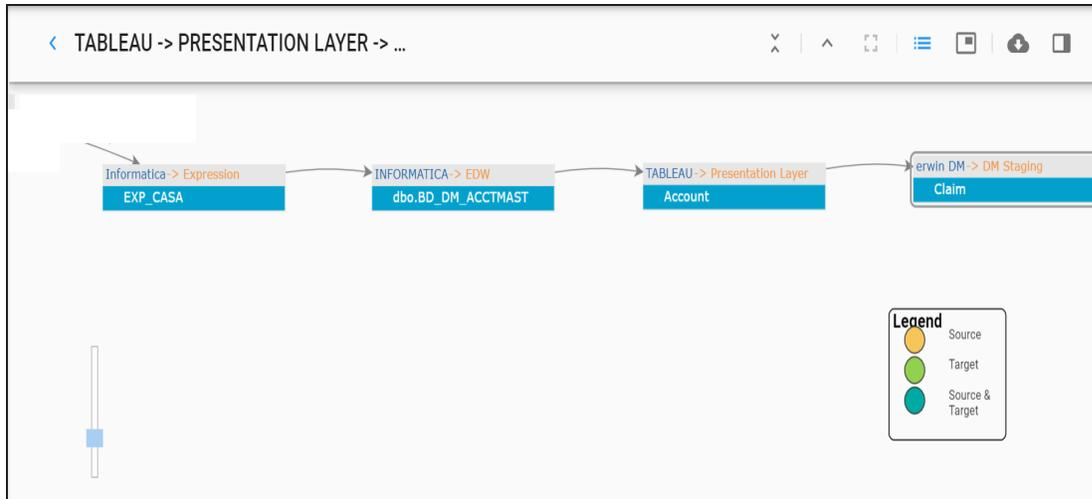 TABLEAU -> PRESENTATION LAYER -> ...
Informatica -> Expression
EXP_CASA
INFORMATICA -> EDW
dbo.BD_DM_ACCTMAST
TABLEAU -> Presentation Layer
Account
erwin DM -> DM Staging
Claim
Legend
Source
Target
Source &
Target